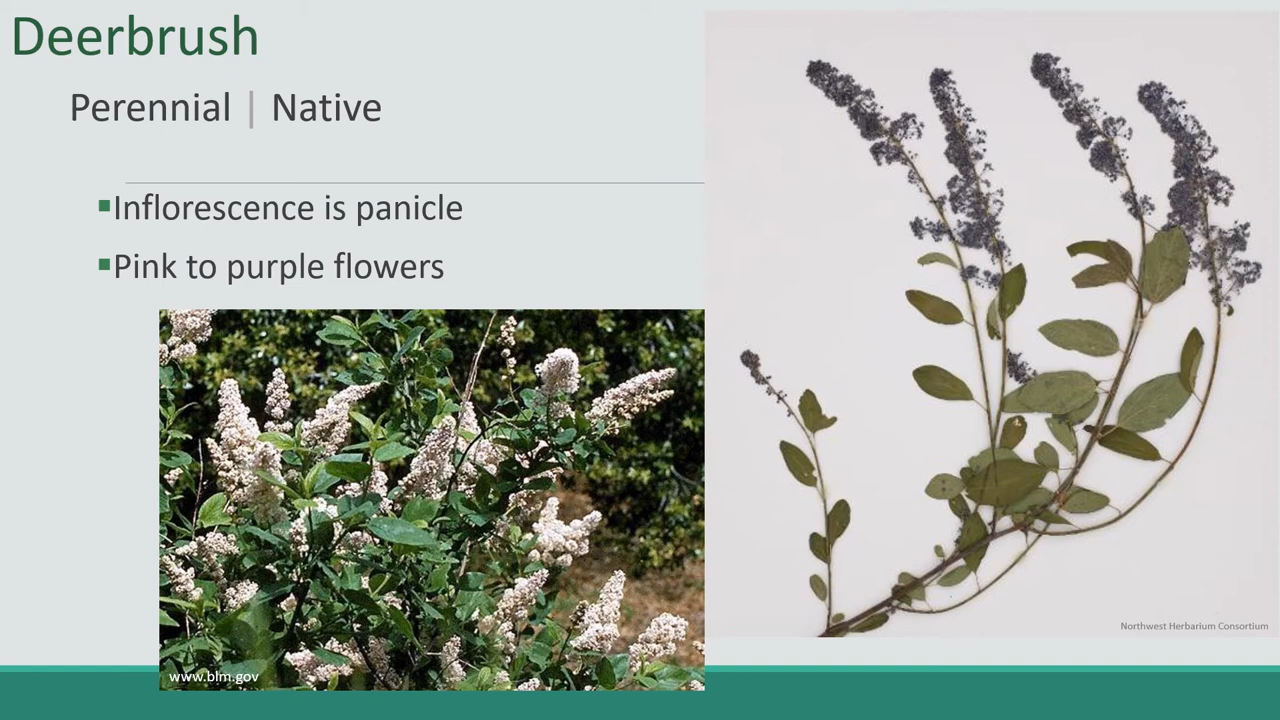 Deerbrush
Perennial | Native
▪Inflorescence is panicle
▪Pink to purple flowers
www.blm.gov
Northwest Herbarium Consortium